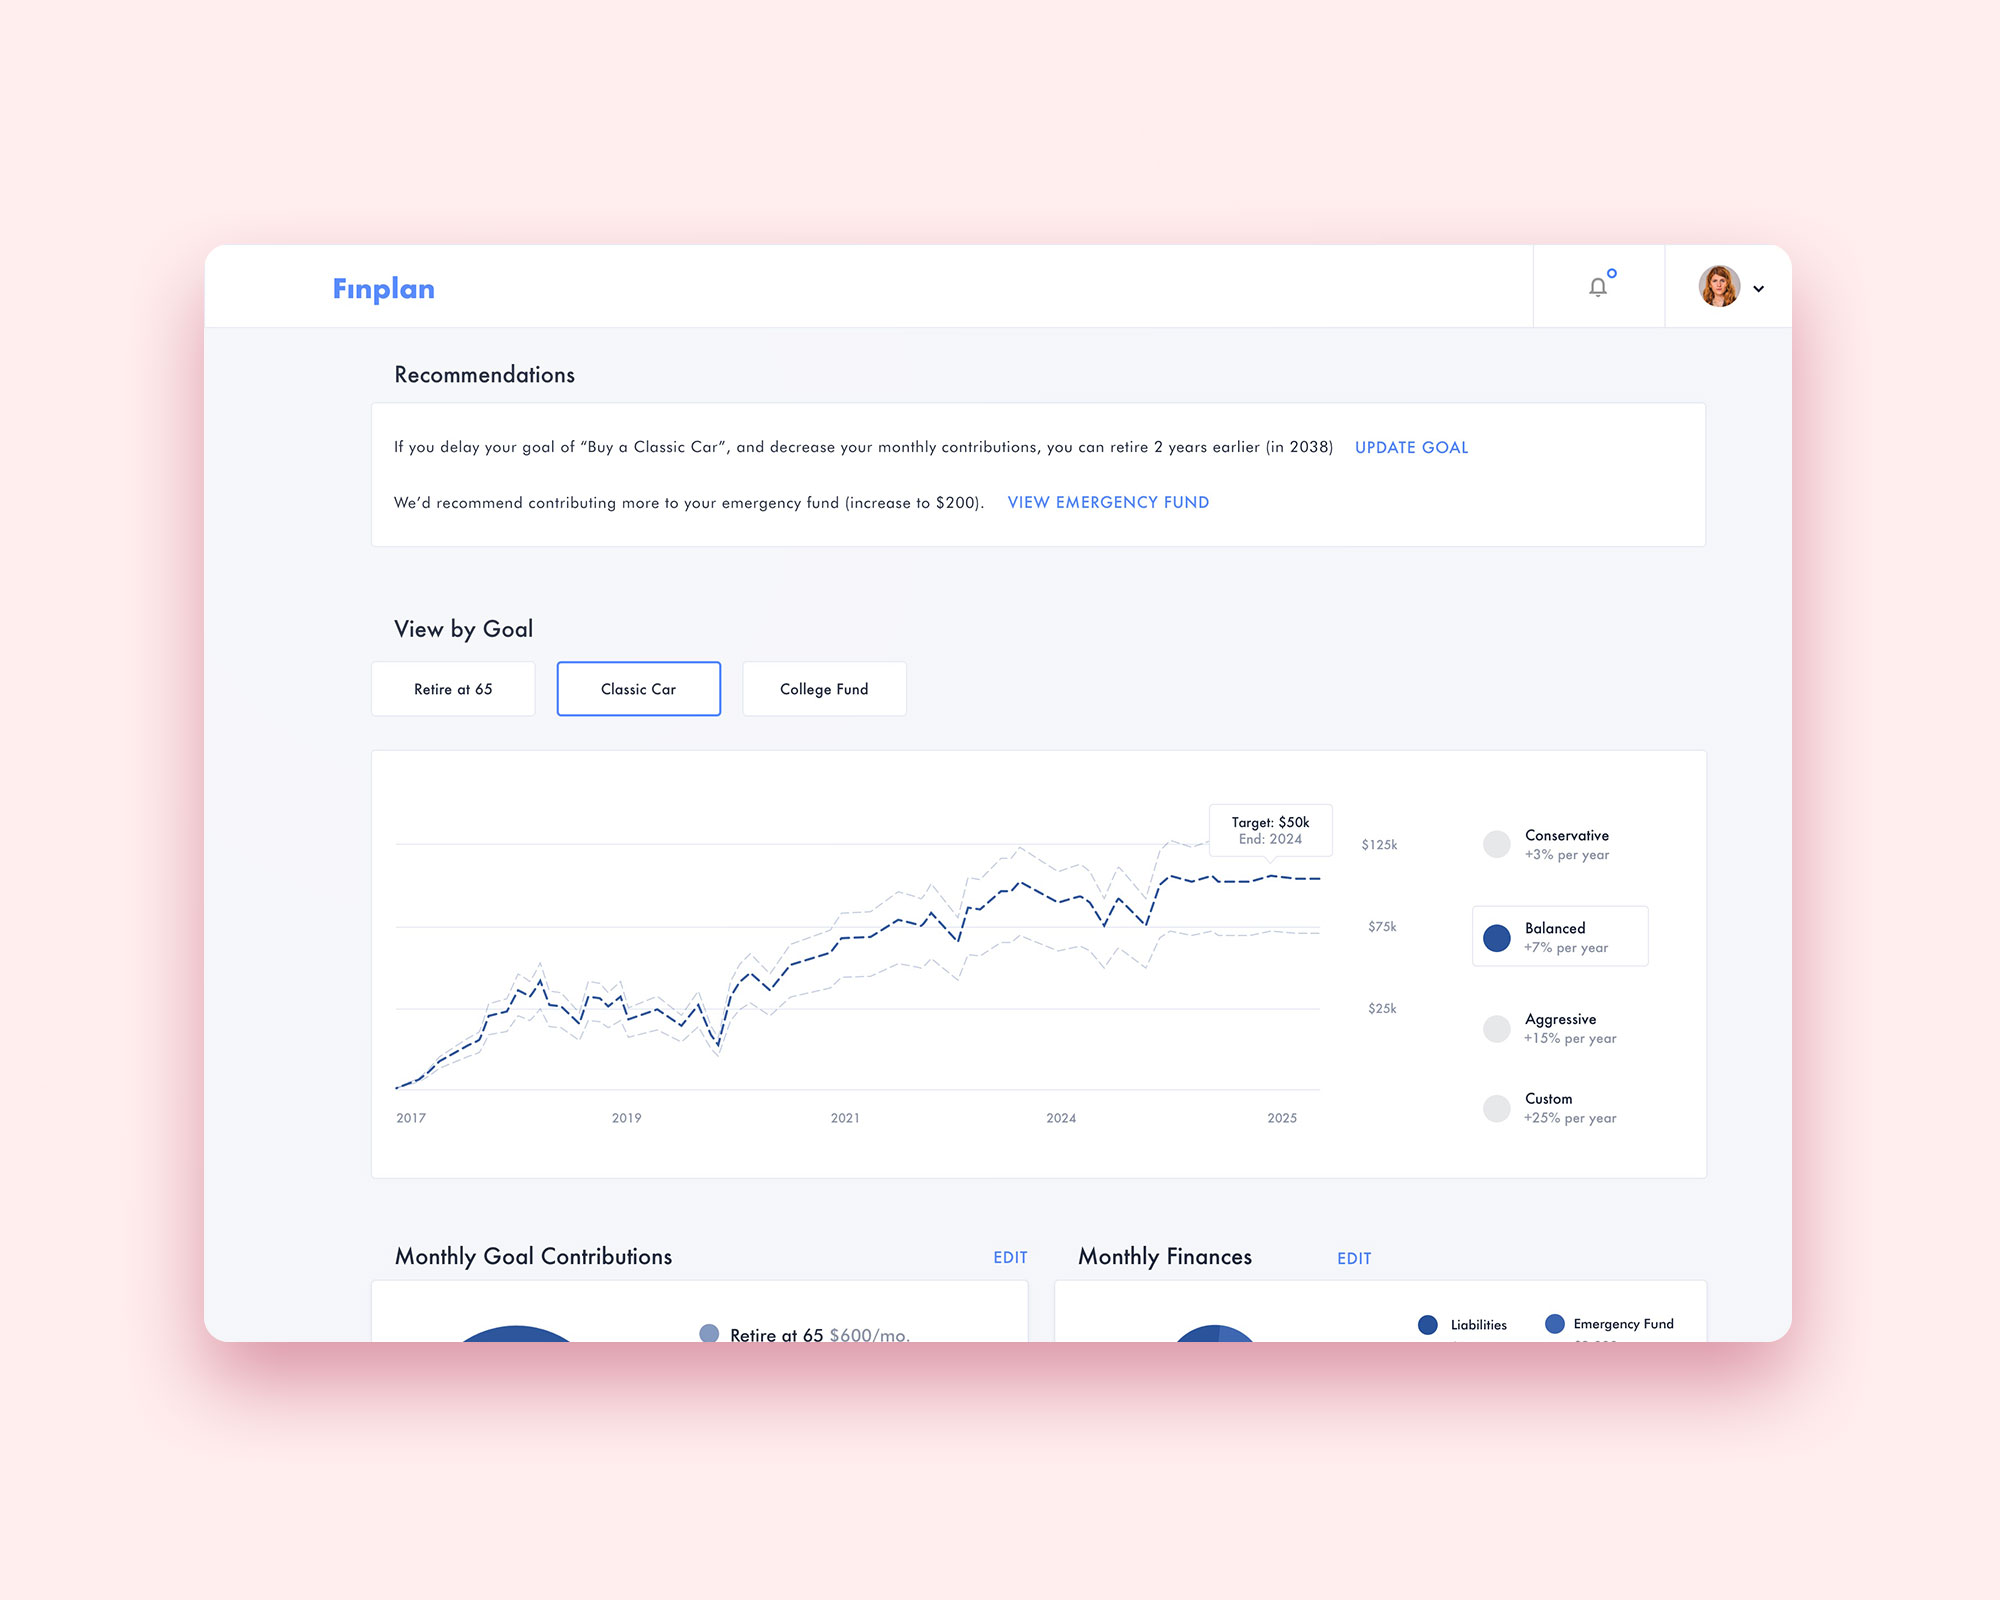 Finplan
Recommendations
If you delay your goal of “Buy a Classic Car”, and decrease your monthly contributions, you can retire 2 years earlier (in 2038) UPDATE GOAL
We’d recommend contributing more to your emergency fund (increase to $200). VIEW EMERGENCY FUND
View by Goal
Retire at 65
Classic Car
College Fund
Target: $50k
End: 2024
$125k
$75k
$25k
2017 2019 2021 2024 2025
Conservative
+3% per year
Balanced
+7% per year
Aggressive
+15% per year
Custom
+25% per year
Monthly Goal Contributions EDIT
Retire at 65 $600/mo.
Monthly Finances EDIT
Liabilities
Emergency Fund